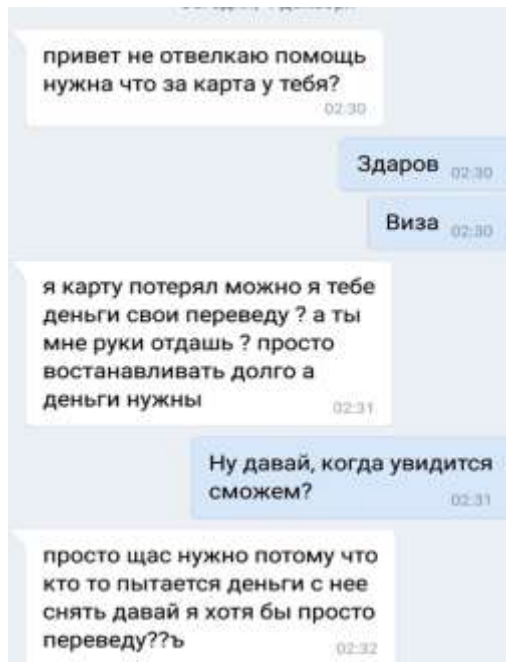 привет не отвелкаю помощь
нужна что за карта у тебя?
02:30
Здаров 02:30
Виза 02:30
я карту потерял можно я тебе
деньги свои переведу ? а ты
мне руки отдашь ? просто
востанавливать долго а
деньги нужны
02:31
Ну давай, когда увидится
сможем?
02:31
просто щас нужно потому что
кто то пытается деньги с нее
снять давай я хотя бы просто
переведу??ъ
02:32